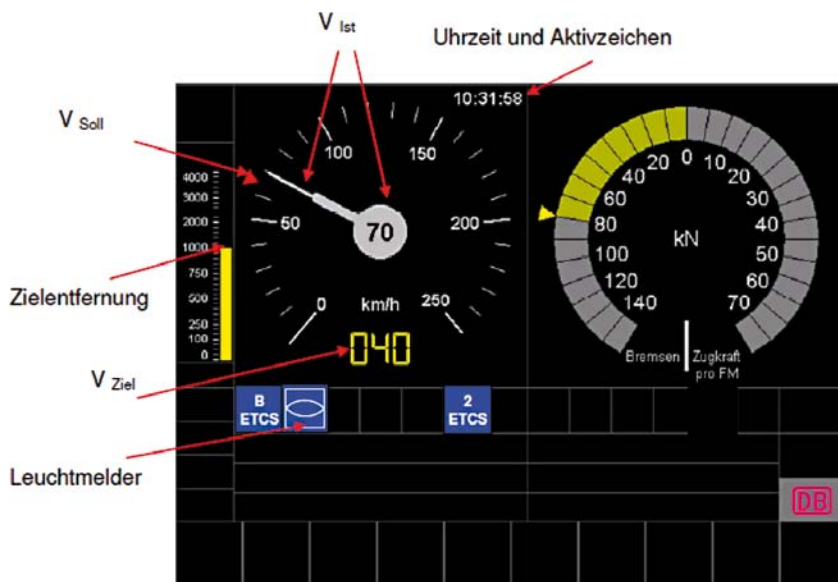 V Ist
Uhrzeit und Aktivzeichen
V Soll
10:31:58
4000
3000
2000
1000
750
500
250
100
0
0
50
100
150
200
250
70
km/h
040
140
120
100
80
60
40
20
0
10
20
30
40
50
60
70
kN
Bremsen
Zugkraft
pro FM
Zielentfernung
V Ziel
B
ETCS
2
ETCS
Leuchtmelder
DB